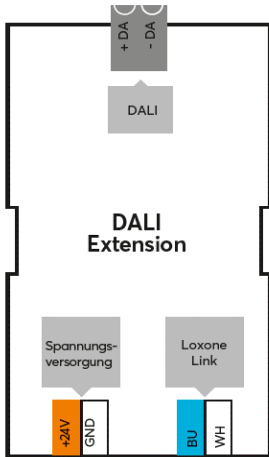 + DA
- DA
DALI
DALI
Extension
Spannungs-
versorgung
Loxone
Link
+24V
GND
BU
WH